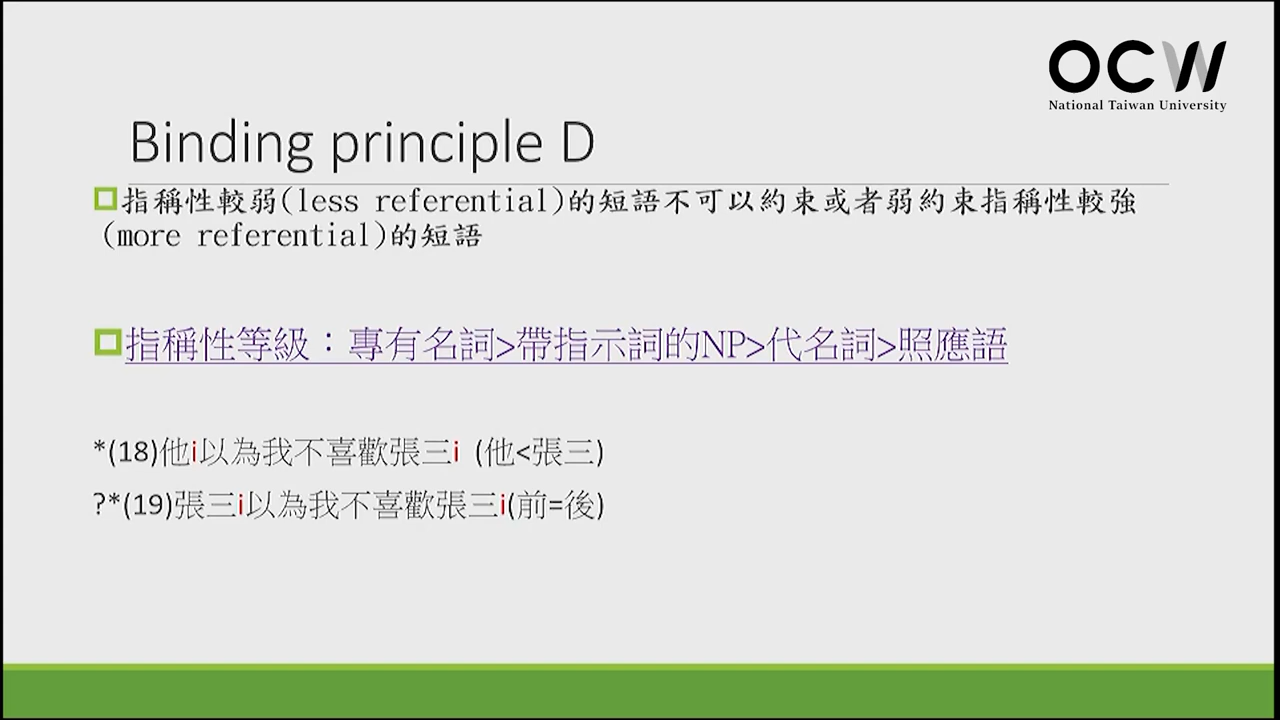 OCW
National Taiwan University
Binding principle D
指稱性較弱(less referential)的短語不可以約束或者弱約束指稱性較強
(more referential)的短語
指稱性等級：專有名詞>帶指示詞的NP>代名詞>照應語
*(18)他i以為我不喜歡張三i (他<張三)
?*(19)張三i以為我不喜歡張三i(前=後)